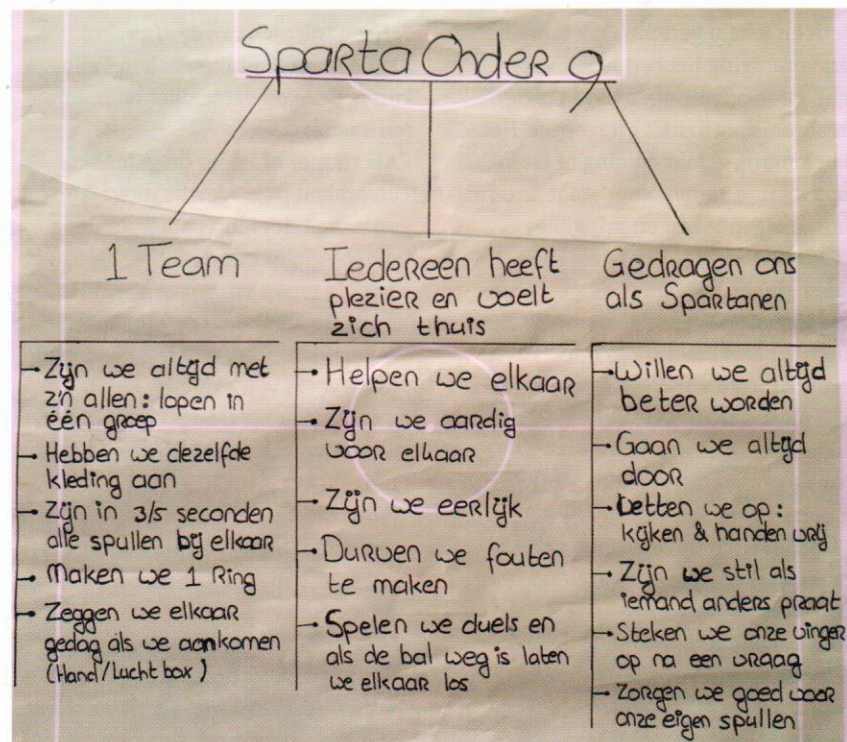 Sparta Onder 9
1 Team
Zijn we altijd met
z'n allen: lopen in
één groep
Hebben we dezelfde
kleding aan
Zijn in 3/5 seconden
alle spullen bij elkaar
Maken we 1 Ring
Zeggen we elkaar
gedag als we aankomen
(Hand/Lucht box)
Iedereen heeft
plezier en voelt
zich thuis
Helpen we elkaar
Zijn we aardig
voor elkaar
Zijn we eerlijk
Durven we fouten
te maken
Spelen we duels en
als de bal weg is laten
we elkaar los
Gedragen ons
als Spartanen
Willen we altijd
beter worden
Gaan we altijd
door
Letten we op:
kijken & handen vrij
Zijn we stil als
iemand anders praat
Steken we onze vinger
op na een vraag
Zorgen we goed voor
onze eigen spullen